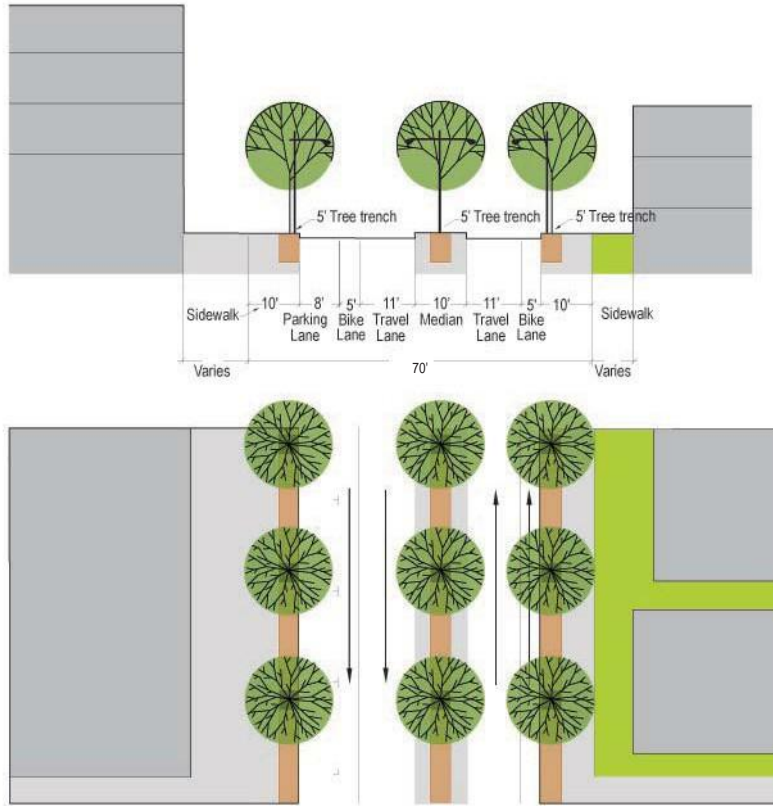 5' Tree trench 5' Tree trench 5' Tree trench
10' 8' 5' 11' 10' 11' 5' 10'
Sidewalk Parking Lane Bike Lane Travel Lane Median Travel Lane Bike Lane Sidewalk
Varies 70' Varies